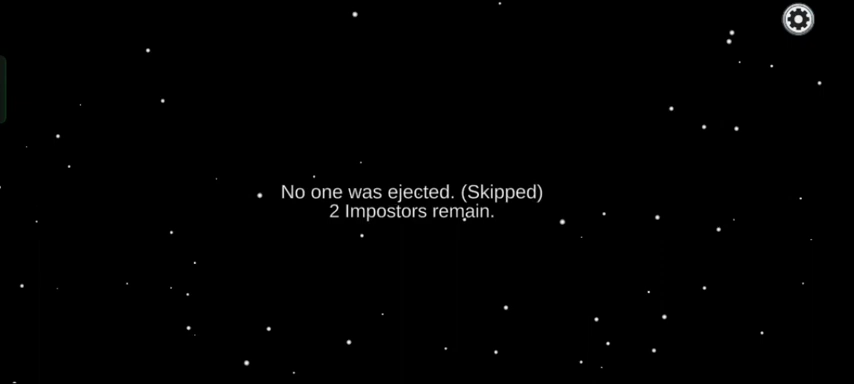 No one was ejected. (Skipped)
2 Impostors remain.